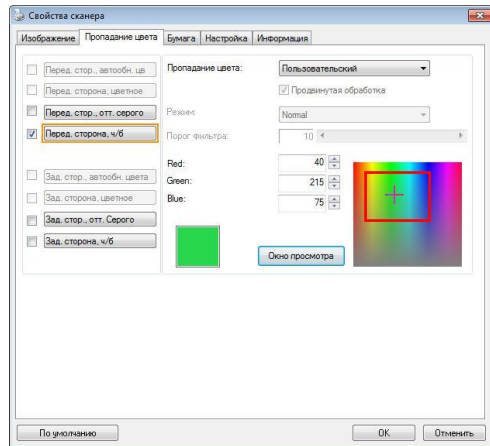 Свойства сканера
Изображение Пропадание цвета Бумага Настройка Информация
Перед. стор., автообн. цв
Перед. сторона, цветное
Перед. стор., отт. серого
Перед. сторона, ч/б
Зад. стор., автообн. цвета
Зад. сторона, цветное
Зад. стор., отт. Серого
Зад. сторона, ч/б
Пропадание цвета: Пользовательский
Продвинутая обработка
Режим: Normal
Порог фильтра: 10
Red: 40
Green: 215
Blue: 75
Окно просмотра
По умолчанию OK Отменить